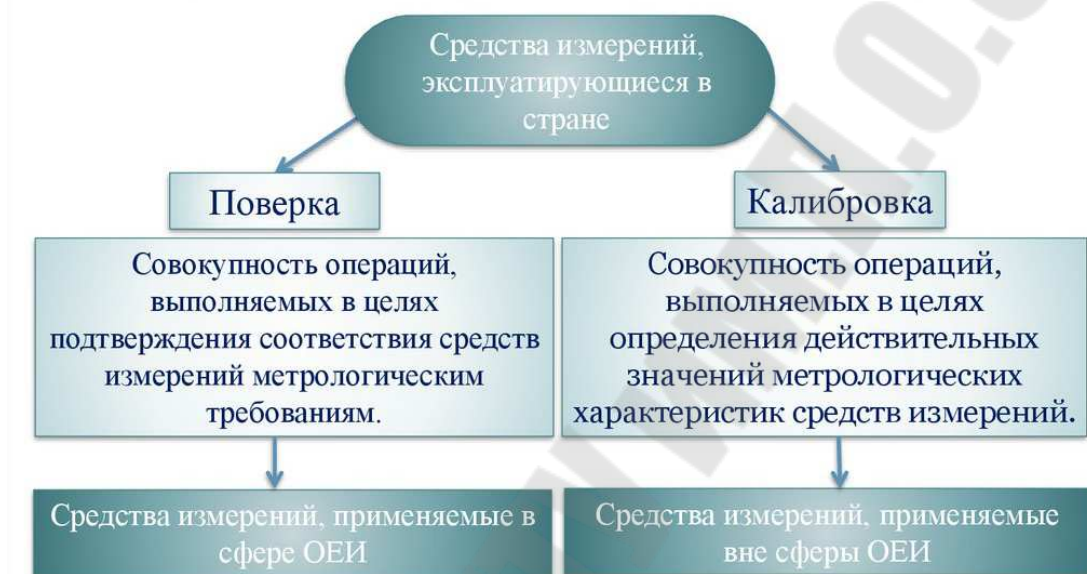 Средства измерений,
эксплуатирующиеся в
стране
Поверка
Калибровка
Совокупность операций,
выполняемых в целях
подтверждения соответствия средств
измерений метрологическим
требованиям.
Совокупность операций,
выполняемых в целях
определения действительных
значений метрологических
характеристик средств измерений.
Средства измерений, применяемые в
сфере ОЕИ
Средства измерений, применяемые
вне сферы ОЕИ